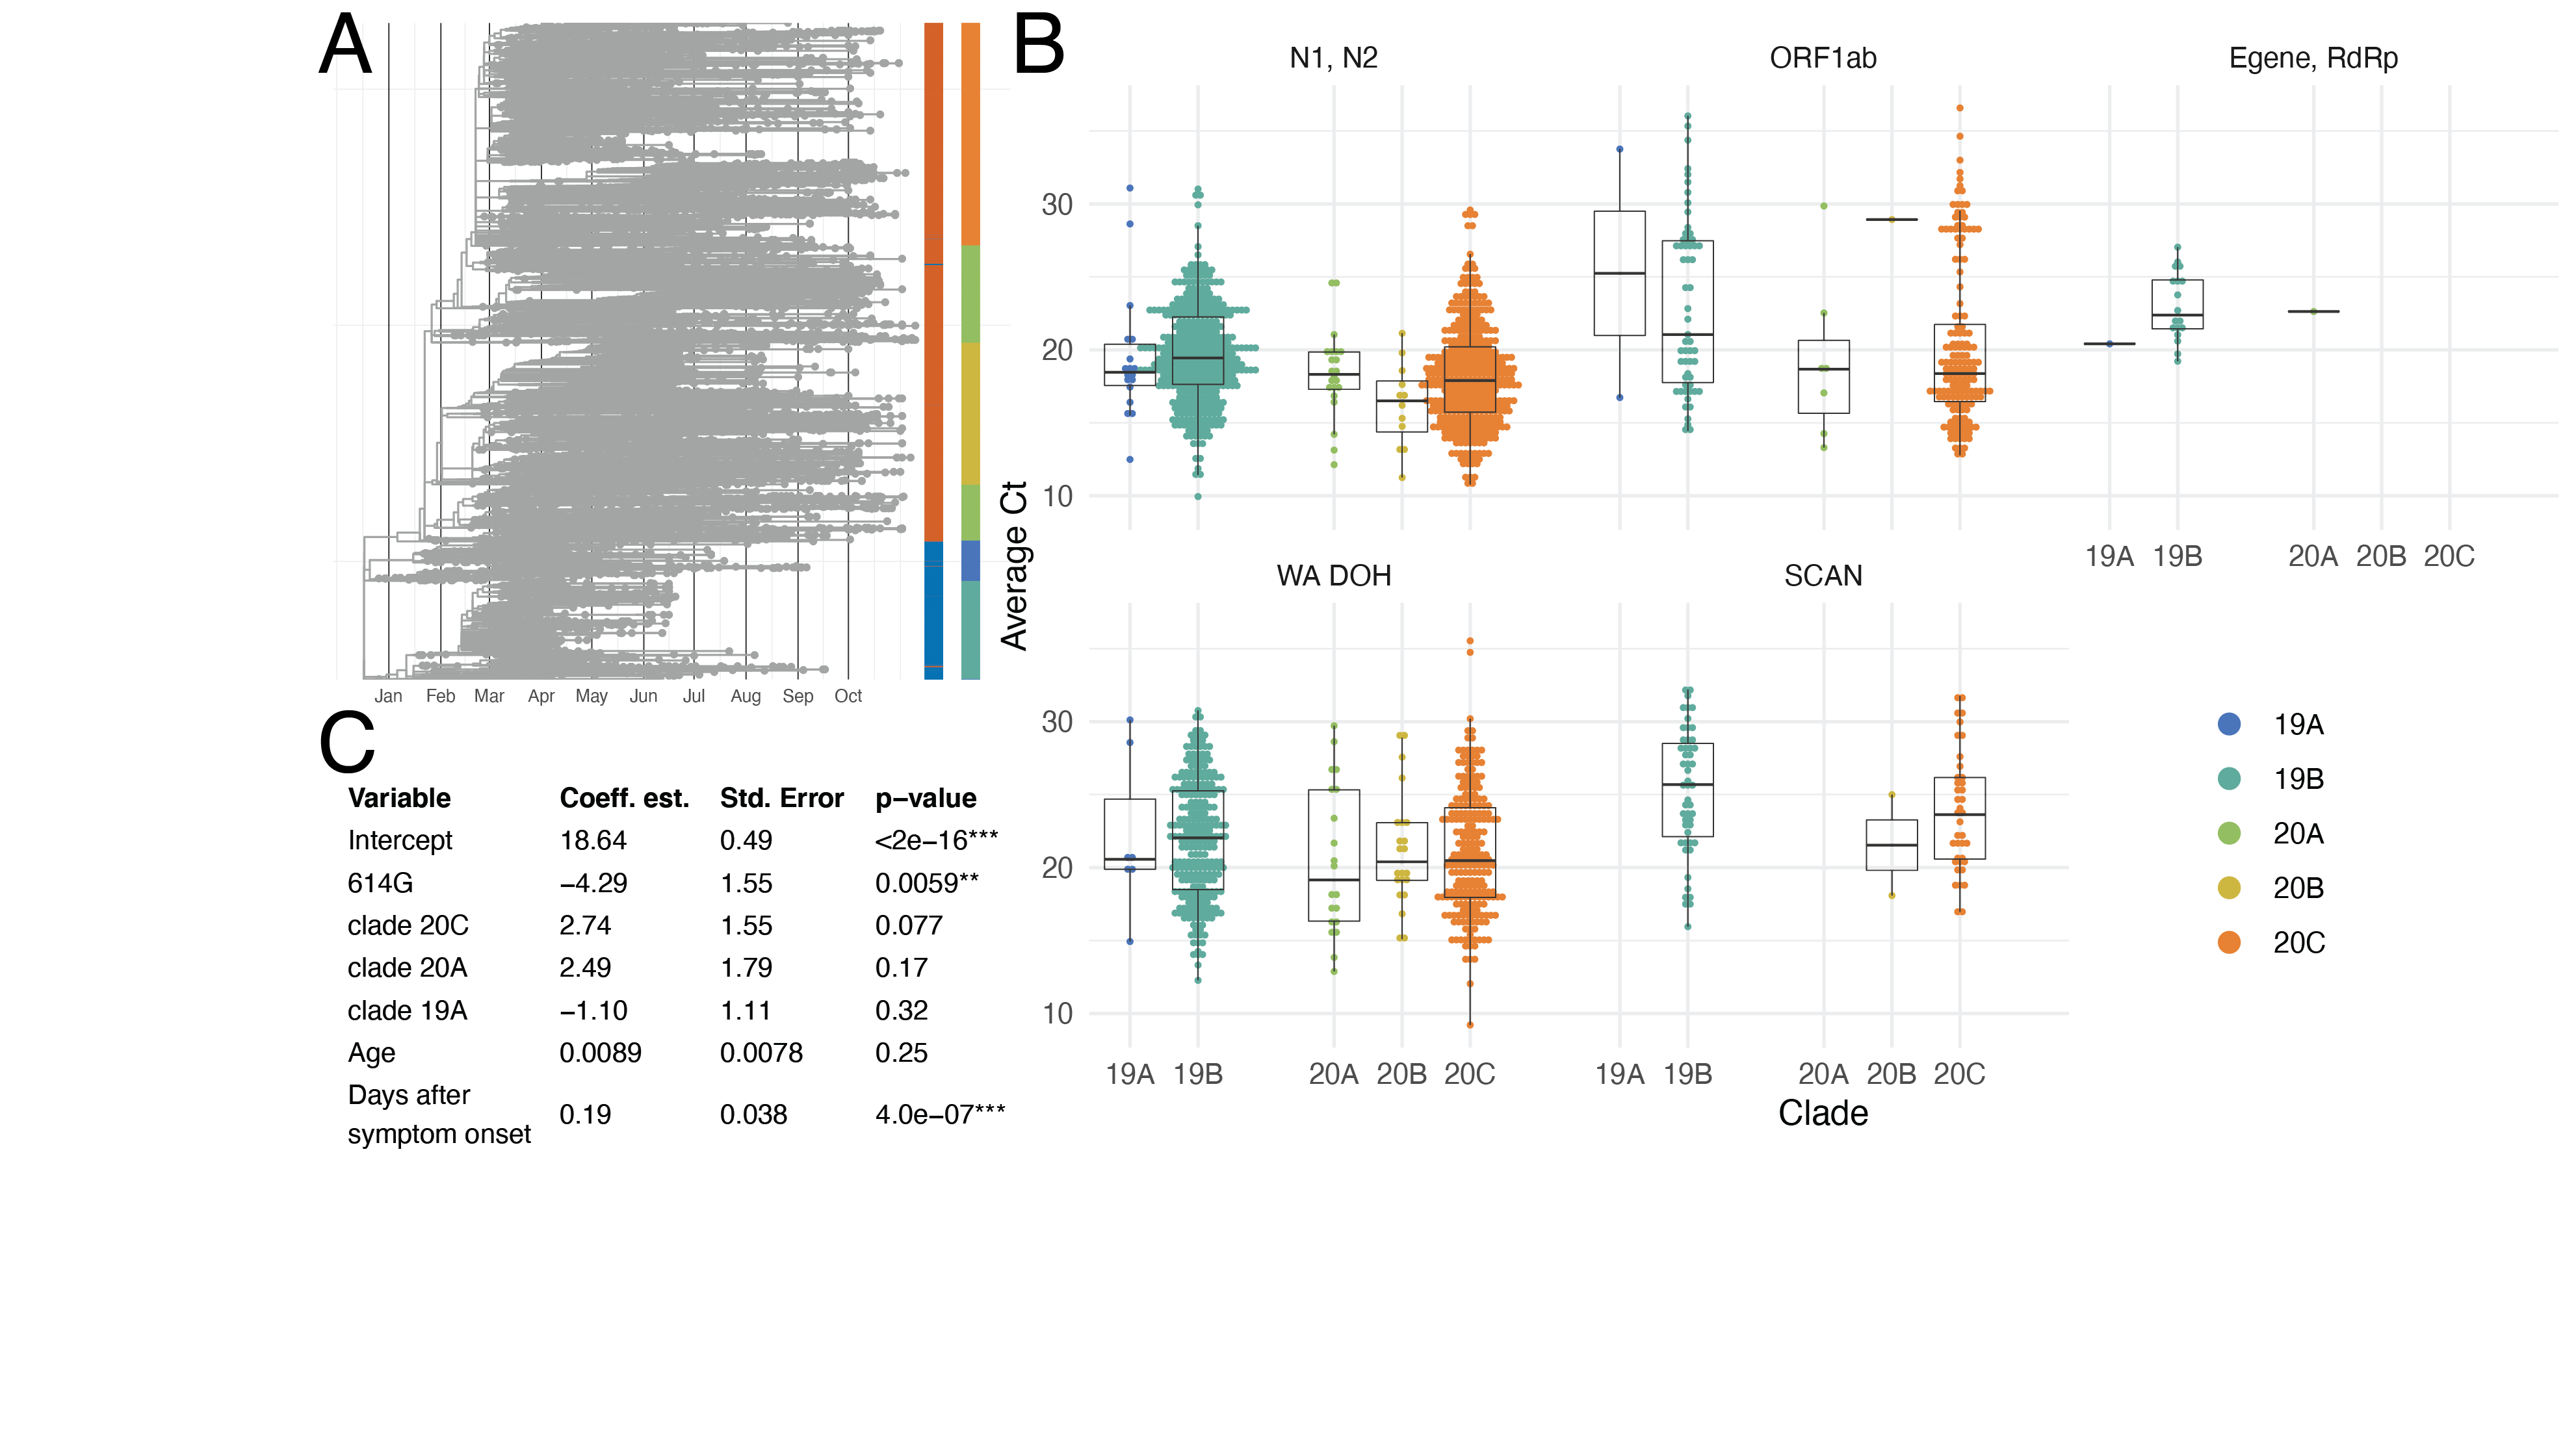 A
Jan Feb Mar Apr May Jun Jul Aug Sep Oct
B
N1, N2
ORF1ab
Egene, RdRp
30
20
10
19A 19B 20A 20B 20C
WA DOH
SCAN
30
20
10
19A 19B 20A 20B 20C
19A 19B 20A 20B 20C
Average Ct
Clade
19A
19B
20A
20B
20C
C
Variable Coeff. est. Std. Error p−value
Intercept 18.64 0.49 <2e−16***
614G −4.29 1.55 0.0059**
clade 20C 2.74 1.55 0.077
clade 20A 2.49 1.79 0.17
clade 19A −1.10 1.11 0.32
Age 0.0089 0.0078 0.25
Days after
symptom onset 0.19 0.038 4.0e−07***